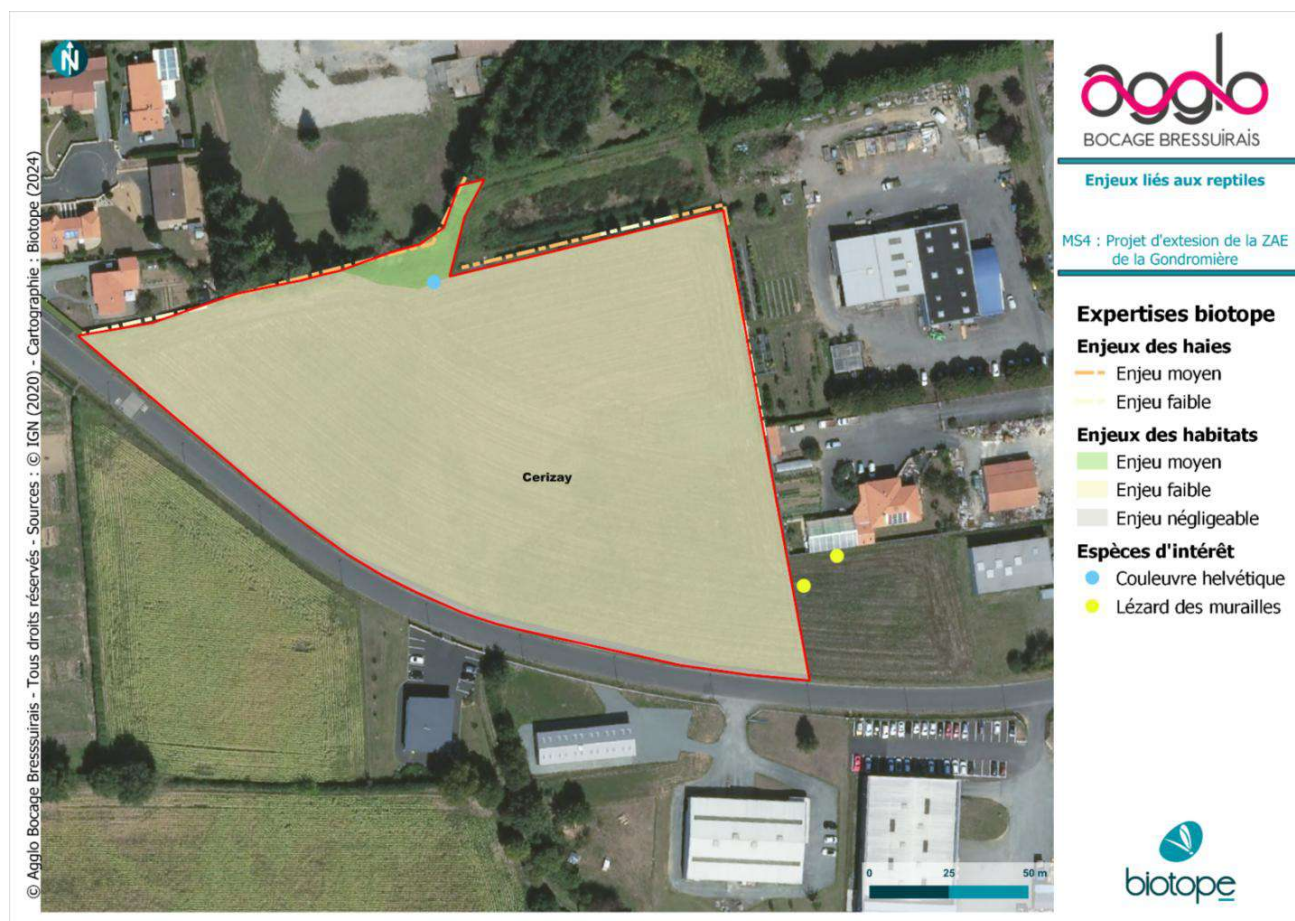 N
© Agglo Bocage Bresssuirais - Tous droits réservés - Sources : © IGN (2020) - Cartographie : Biotope (2024)
Cerizay
0 25 50 m
agglo
BOCAGE BRESSUIRAIS
Enjeux liés aux reptiles
MS4 : Projet d'extesion de la ZAE
de la Gondromière
Expertises biotope
Enjeux des haies
Enjeu moyen
Enjeu faible
Enjeux des habitats
Enjeu moyen
Enjeu faible
Enjeu négligeable
Espèces d'intérêt
Couleuvre helvétique
Lézard des murailles
biotope